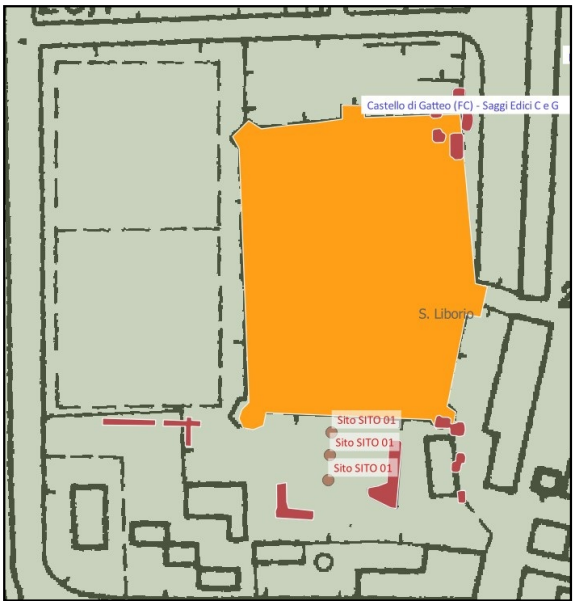 Castello di Gatteo (FC) - Saggi Edici C e G
S. Liborio
Sito SITO 01
Sito SITO 01
Sito SITO 01